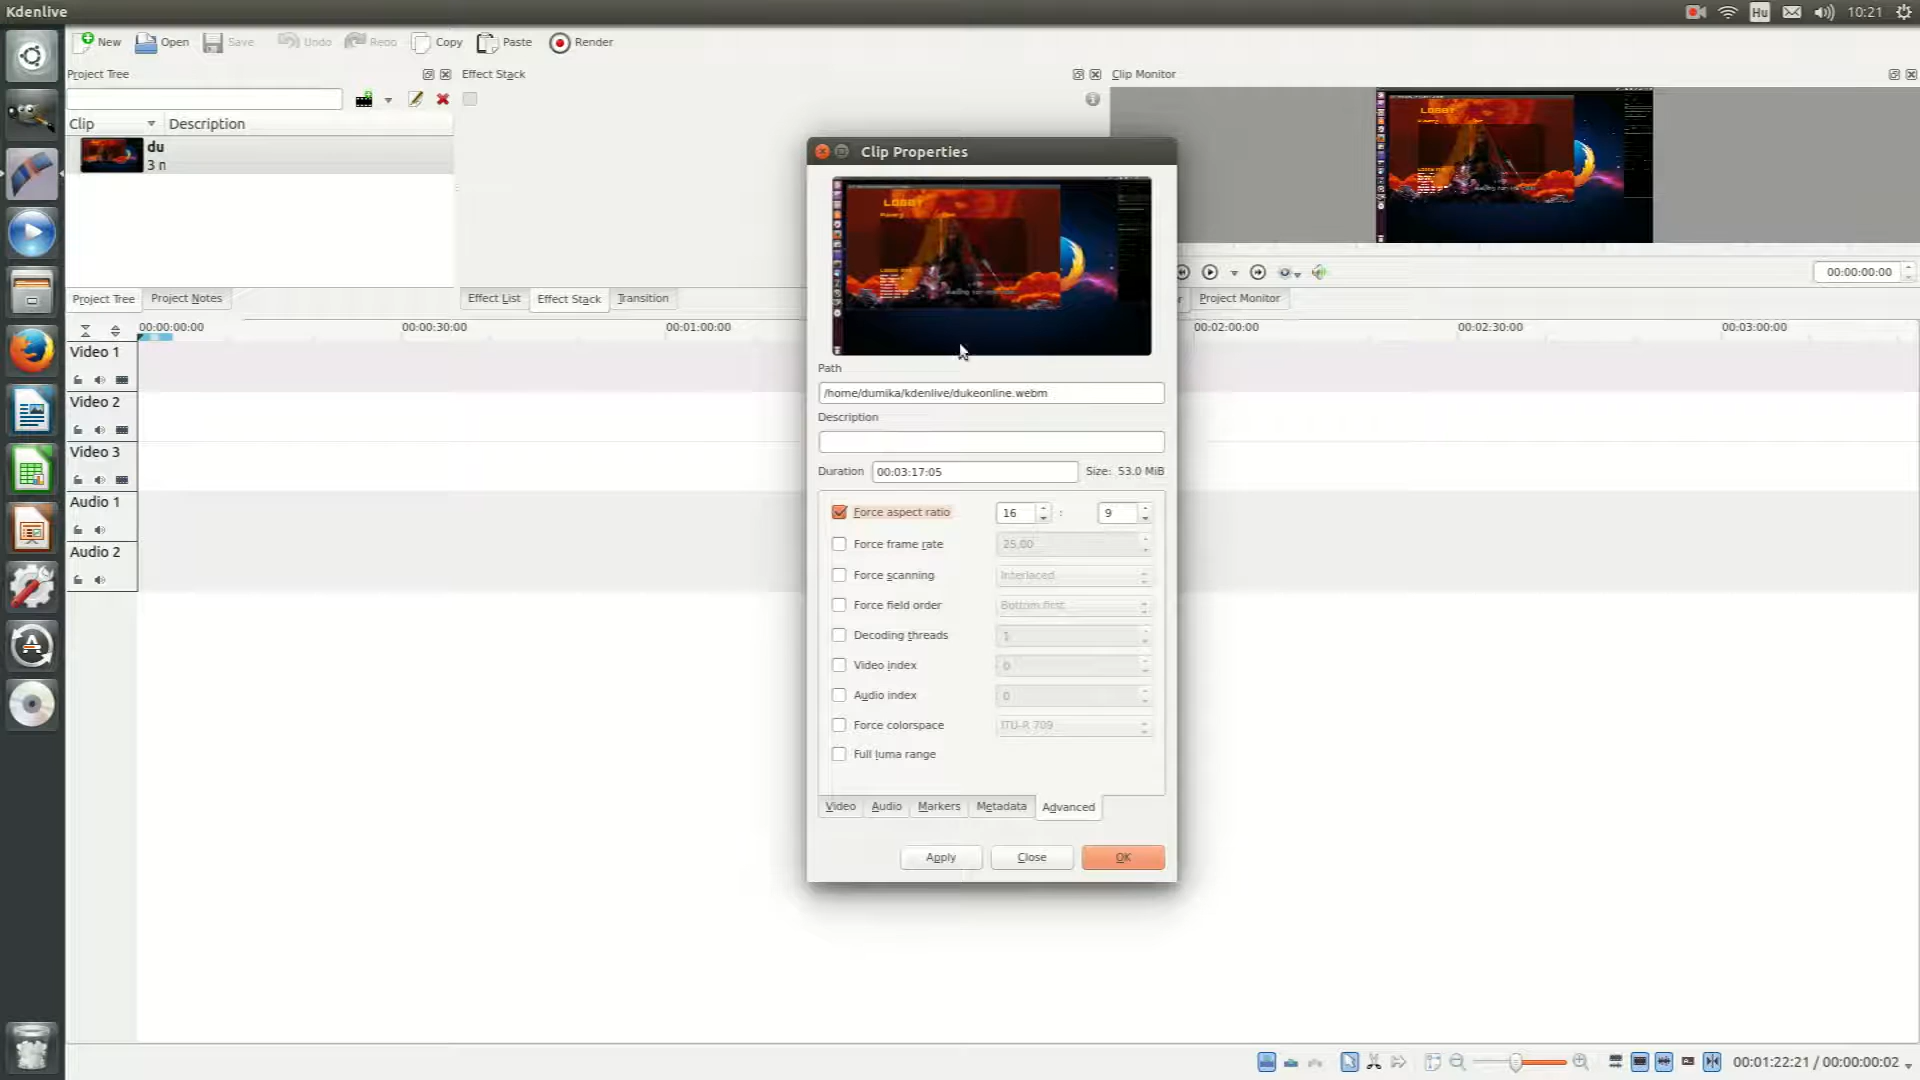 Kdenlive
Hu
10:21
New
Open
Save
Undo
Redo
Copy
Paste
Render
Project Tree
Effect Stack
Clip Monitor
Clip
Description
du
3 n
Clip Properties
LOBBY
LOBBY
00:00:00:00
Project Tree
Project Notes
Effect List
Effect Stack
Transition
Project Monitor
00:00:00:00
00:00:30:00
00:01:00:00
00:02:00:00
00:02:30:00
00:03:00:00
Video 1
Video 2
Video 3
Audio 1
Audio 2
Path
/home/dumika/kdenlive/dukeonline.webm
Description
Duration 00:03:17:05 Size: 53.0 MiB
Force aspect ratio 16 : 9
Force frame rate 25.00
Force scanning Interlaced
Force field order Bottom first
Decoding threads 1
Video index 0
Audio index 0
Force colorspace ITU-R 709
Full luma range
Video
Audio
Markers
Metadata
Advanced
Apply
Close
OK
00:01:22:21 / 00:00:00:02